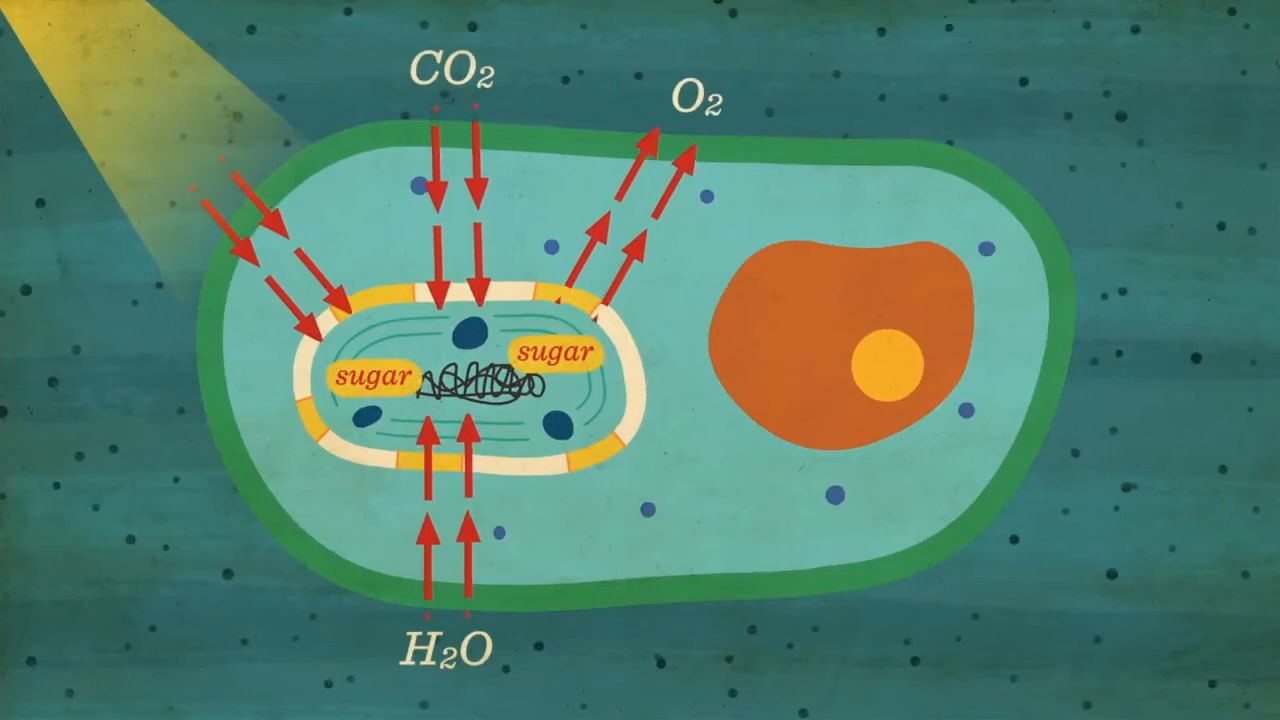 CO₂
O₂
sugar
sugar
H₂O